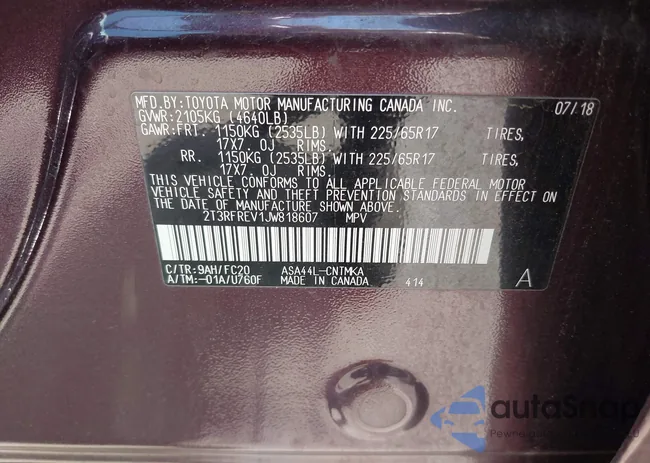 MFD.BY:TOYOTA MOTOR MANUFACTURING CANADA INC. 07/18
GVWR:2105KG (4640LB)
GAWR:FRT. 1150KG (2535LB) WITH 225/65R17 TIRES,
17X7.0J RIMS.
RR. 1150KG (2535LB) WITH 225/65R17 TIRES,
17X7.0J RIMS.
THIS VEHICLE CONFORMS TO ALL APPLICABLE FEDERAL MOTOR
VEHICLE SAFETY AND THEFT PREVENTION STANDARDS IN EFFECT ON
THE DATE OF MANUFACTURE SHOWN ABOVE.
2T3RFREV1JW818607 MPV
C/TR:9AH/FC20 ASA44L-CNTMKA
A/TM:-01A/U760F MADE IN CANADA 414 A
autoSnap